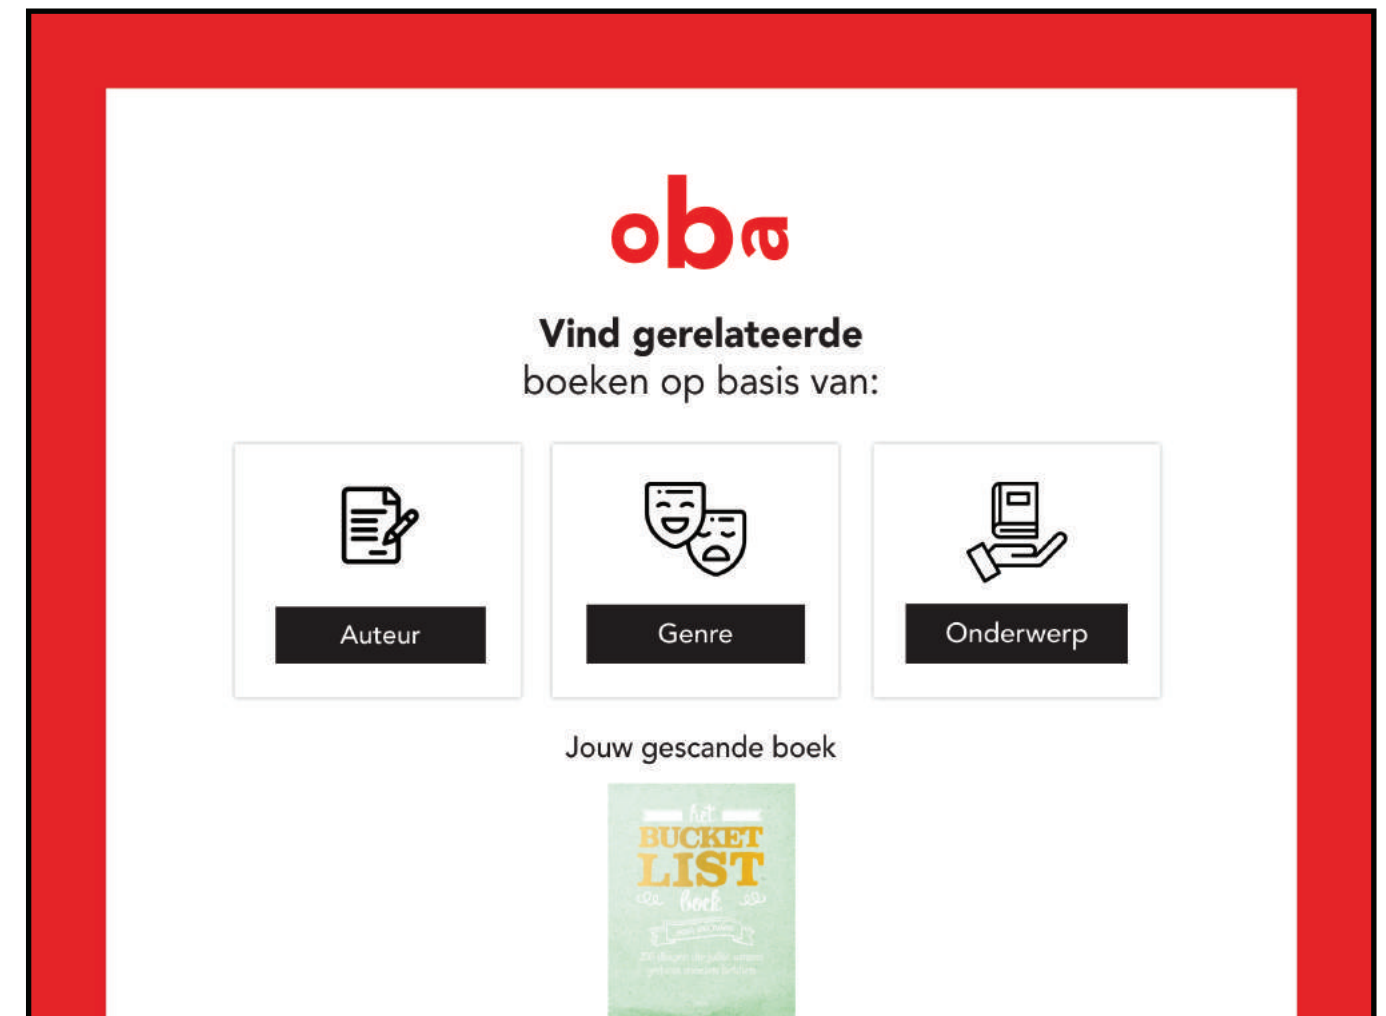 oba
Vind gerelateerde
boeken op basis van:
Auteur
Genre
Onderwerp
Jouw gescande boek
het
BUCKET
LIST
boek